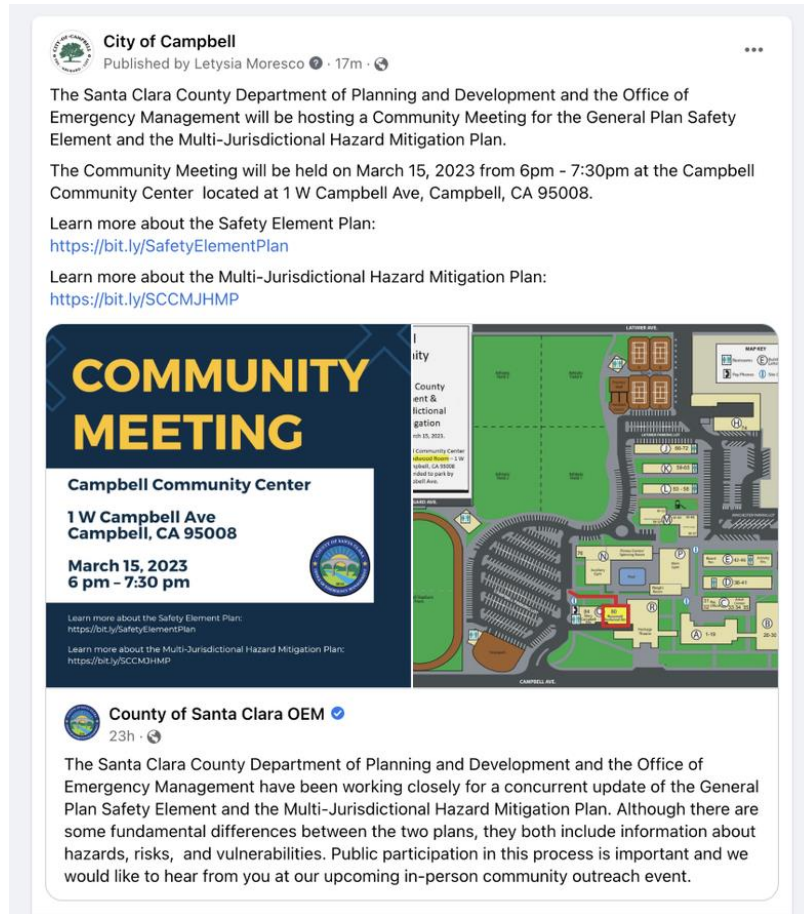 City of Campbell
Published by Letysia Moresco · 17m ·
The Santa Clara County Department of Planning and Development and the Office of
Emergency Management will be hosting a Community Meeting for the General Plan Safety
Element and the Multi-Jurisdictional Hazard Mitigation Plan.
The Community Meeting will be held on March 15, 2023 from 6pm - 7:30pm at the Campbell
Community Center located at 1 W Campbell Ave, Campbell, CA 95008.
Learn more about the Safety Element Plan:
https://bit.ly/SafetyElementPlan
Learn more about the Multi-Jurisdictional Hazard Mitigation Plan:
https://bit.ly/SCCMJHMP
COMMUNITY
MEETING
Campbell Community Center
1 W Campbell Ave
Campbell, CA 95008
March 15, 2023
6 pm – 7:30 pm
Learn more about the Safety Element Plan:
https://bit.ly/SafetyElementPlan
Learn more about the Multi-Jurisdictional Hazard Mitigation Plan:
https://bit.ly/SCCMJHMP
LATIMER AVE.
MAP KEY
Restrooms
Pay Phones
County
H
J
K
L
M
N
P
E
D
C
R
A 1-10
B
CAMPBELL AVE.
County of Santa Clara OEM
23h ·
The Santa Clara County Department of Planning and Development and the Office of
Emergency Management have been working closely for a concurrent update of the General
Plan Safety Element and the Multi-Jurisdictional Hazard Mitigation Plan. Although there are
some fundamental differences between the two plans, they both include information about
hazards, risks, and vulnerabilities. Public participation in this process is important and we
would like to hear from you at our upcoming in-person community outreach event.